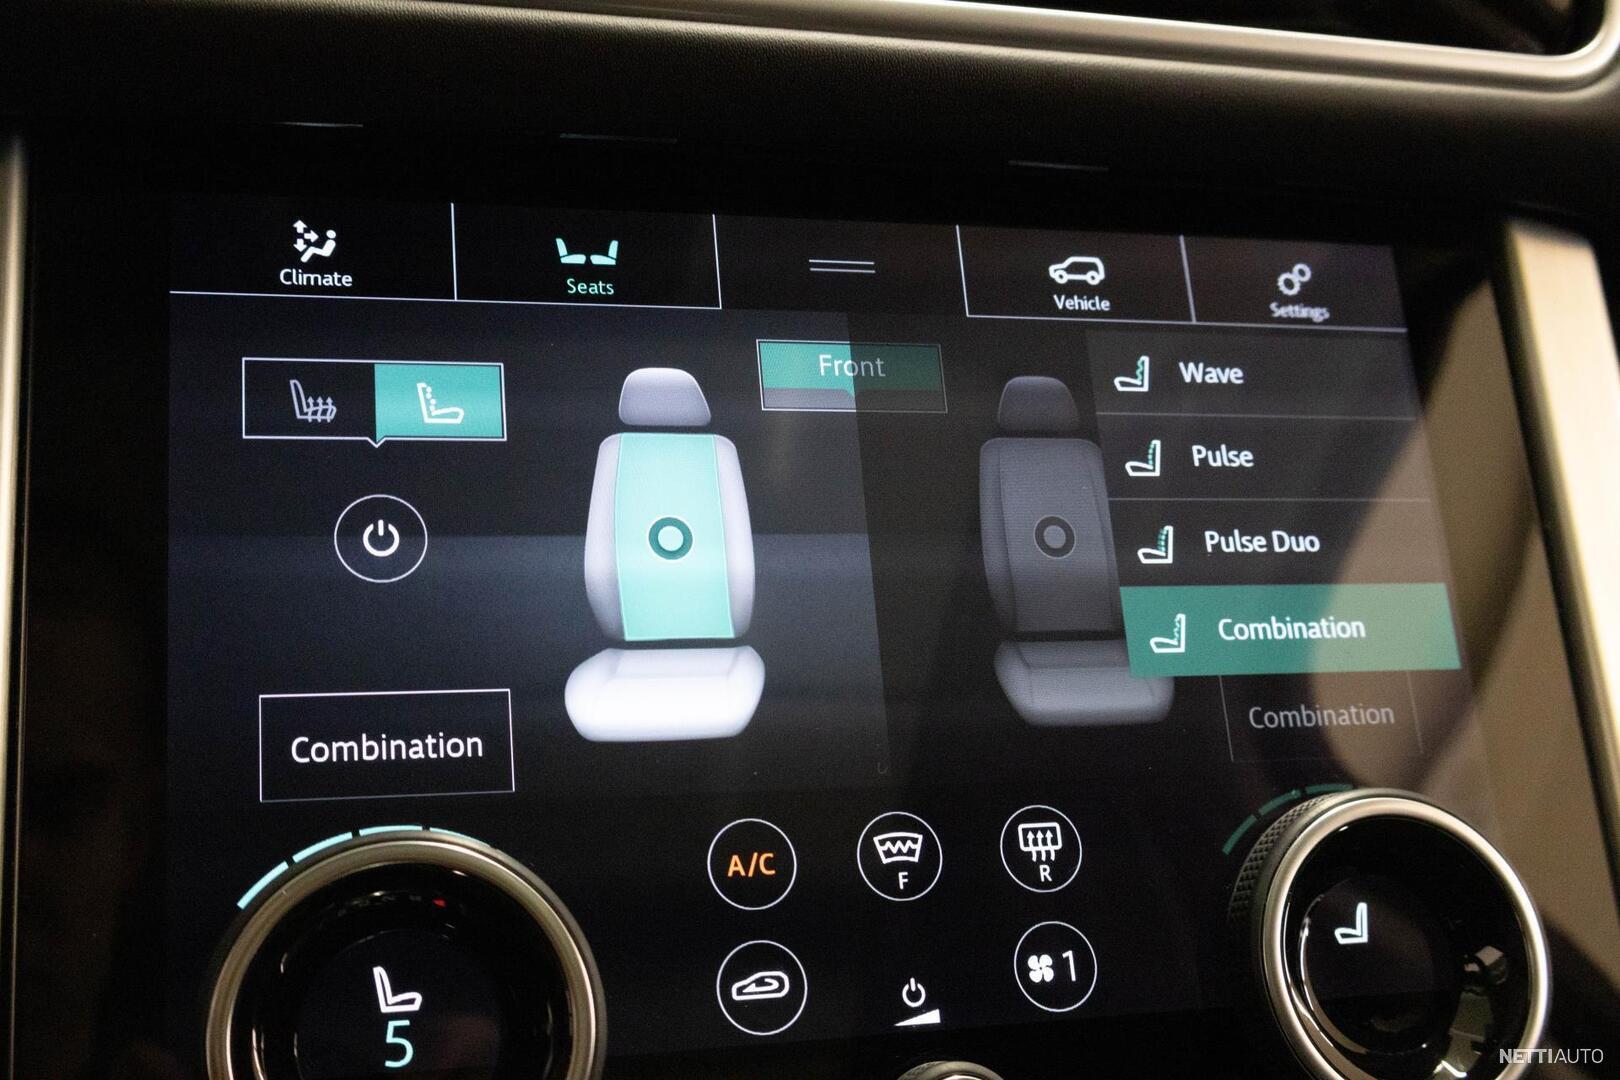 Climate
Seats
Vehicle
Settings
Front
Wave
Pulse
Pulse Duo
Combination
Combination
Combination
A/C
F
R
1
5
NETTIAUTO